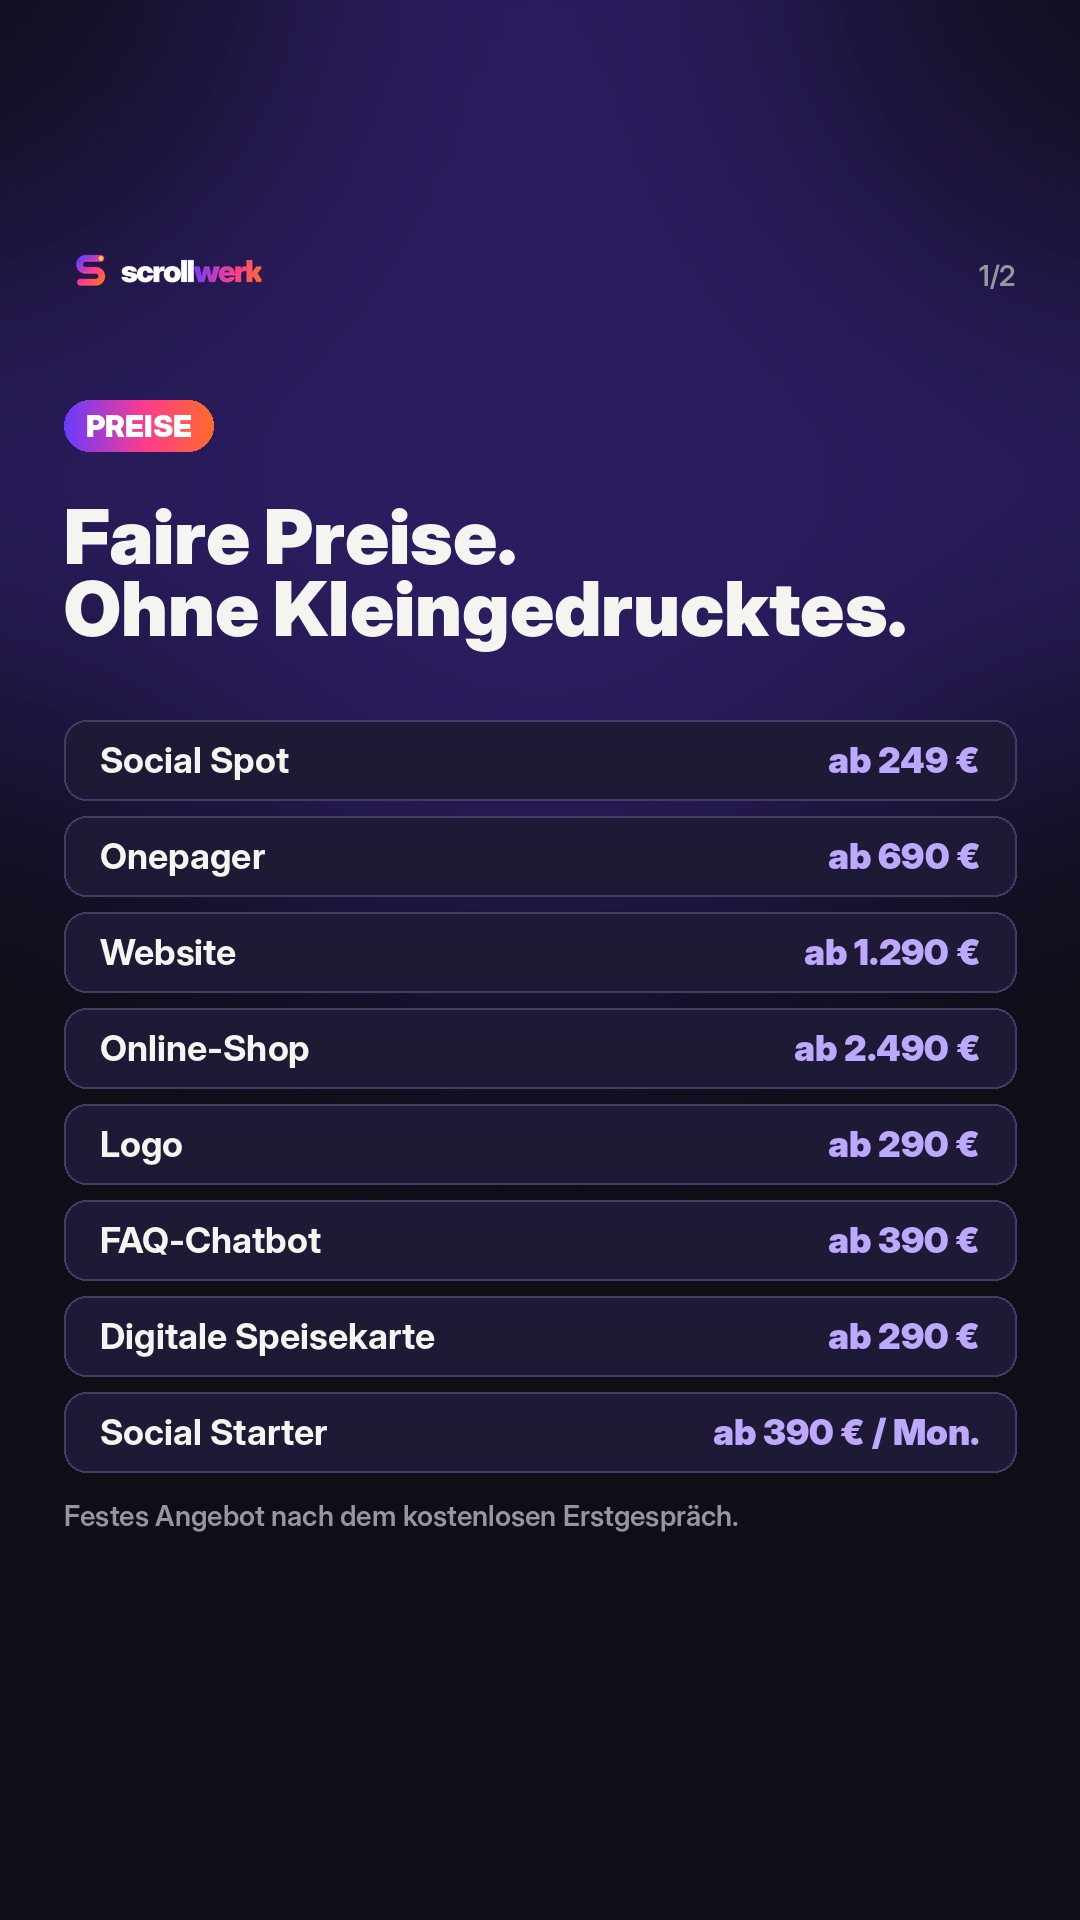 scrollwerk
1/2
PREISE
Faire Preise.
Ohne Kleingedrucktes.
Social Spot ab 249 €
Onepager ab 690 €
Website ab 1.290 €
Online-Shop ab 2.490 €
Logo ab 290 €
FAQ-Chatbot ab 390 €
Digitale Speisekarte ab 290 €
Social Starter ab 390 € / Mon.
Festes Angebot nach dem kostenlosen Erstgespräch.